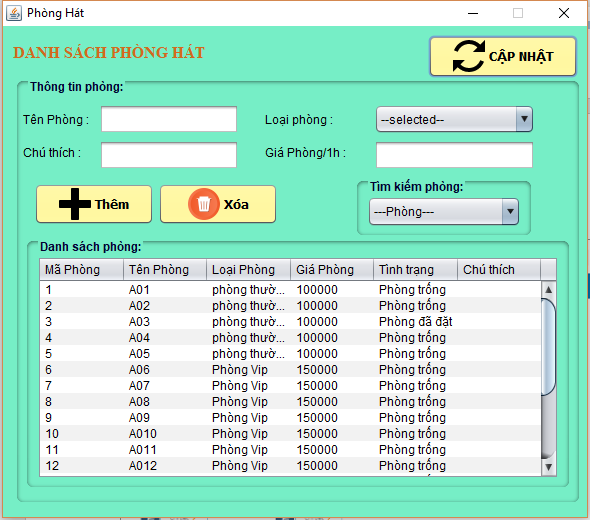 Phòng Hát
DANH SÁCH PHÒNG HÁT
CẬP NHẬT
Thông tin phòng:
Tên Phòng : Loại phòng : --selected--
Chú thích : Giá Phòng/1h :
Thêm Xóa
Tìm kiếm phòng:
---Phòng---
Danh sách phòng:
Mã Phòng Tên Phòng Loại Phòng Giá Phòng Tình trạng Chú thích
1 A01 phòng thườ... 100000 Phòng trống
2 A02 phòng thườ... 100000 Phòng trống
3 A03 phòng thườ... 100000 Phòng đã đặt
4 A04 phòng thườ... 100000 Phòng trống
5 A05 phòng thườ... 100000 Phòng trống
6 A06 Phòng Vip 150000 Phòng trống
7 A07 Phòng Vip 150000 Phòng trống
8 A08 Phòng Vip 150000 Phòng trống
9 A09 Phòng Vip 150000 Phòng trống
10 A010 Phòng Vip 150000 Phòng trống
11 A011 Phòng Vip 150000 Phòng trống
12 A012 Phòng Vip 150000 Phòng trống